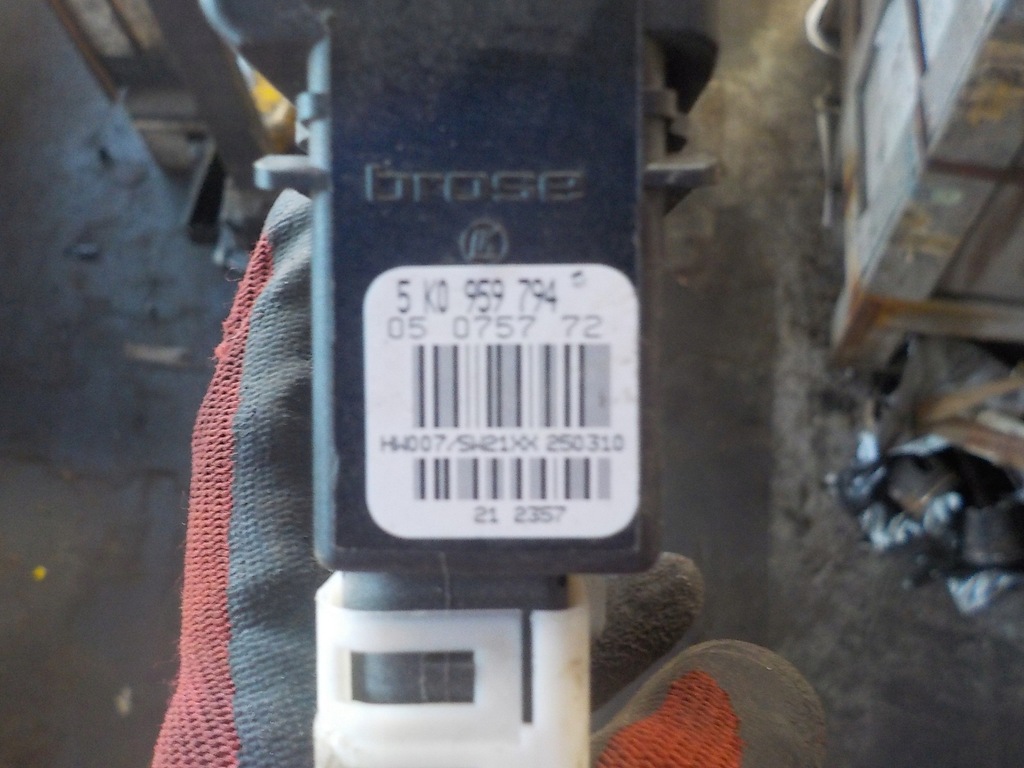 brose
5 K0 959 794
05 0757 72
HW007/SW21XX 250310
21 2357